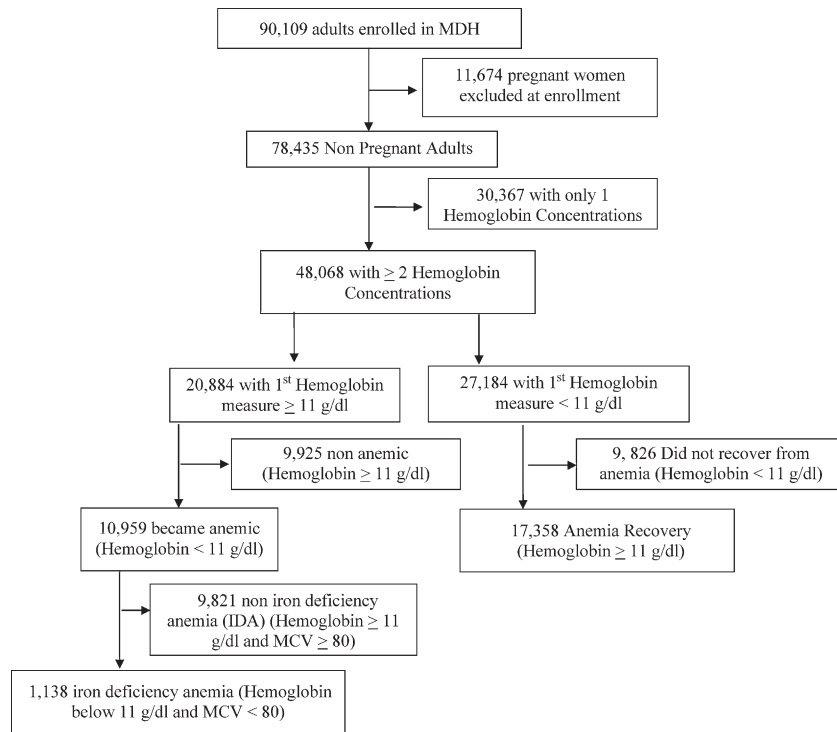 90,109 adults enrolled in MDH
11,674 pregnant women
excluded at enrollment
78,435 Non Pregnant Adults
30,367 with only 1
Hemoglobin Concentrations
48,068 with ≥ 2 Hemoglobin
Concentrations
20,884 with 1st Hemoglobin
measure ≥ 11 g/dl
27,184 with 1st Hemoglobin
measure < 11 g/dl
9,925 non anemic
(Hemoglobin ≥ 11 g/dl)
9, 826 Did not recover from
anemia (Hemoglobin < 11 g/dl)
10,959 became anemic
(Hemoglobin < 11 g/dl)
17,358 Anemia Recovery
(Hemoglobin ≥ 11 g/dl)
9,821 non iron deficiency
anemia (IDA) (Hemoglobin ≥ 11
g/dl and MCV ≥ 80)
1,138 iron deficiency anemia (Hemoglobin
below 11 g/dl and MCV < 80)